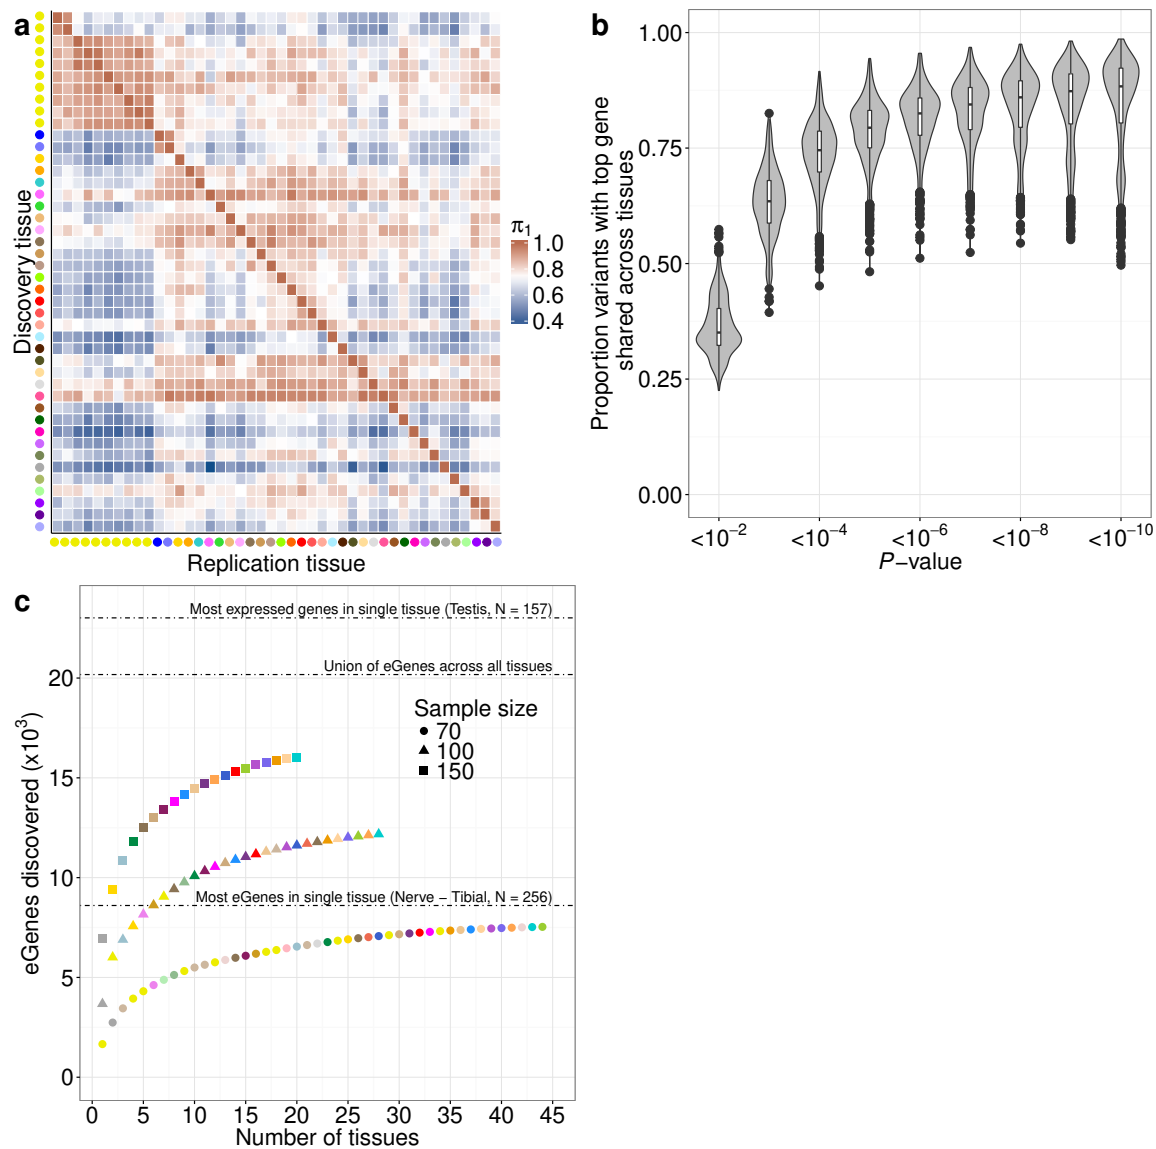 a
Discovery tissue
Replication tissue
π1
1.0
0.8
0.6
0.4
b
Proportion variants with top gene
shared across tissues
1.00
0.75
0.50
0.25
0.00
<10−2
<10−4
<10−6
<10−8
<10−10
P−value
c
eGenes discovered (x103)
20
15
10
5
0
Most expressed genes in single tissue (Testis, N = 157)
Union of eGenes across all tissues
Sample size
70
100
150
Most eGenes in single tissue (Nerve − Tibial, N = 256)
0 5 10 15 20 25 30 35 40 45
Number of tissues